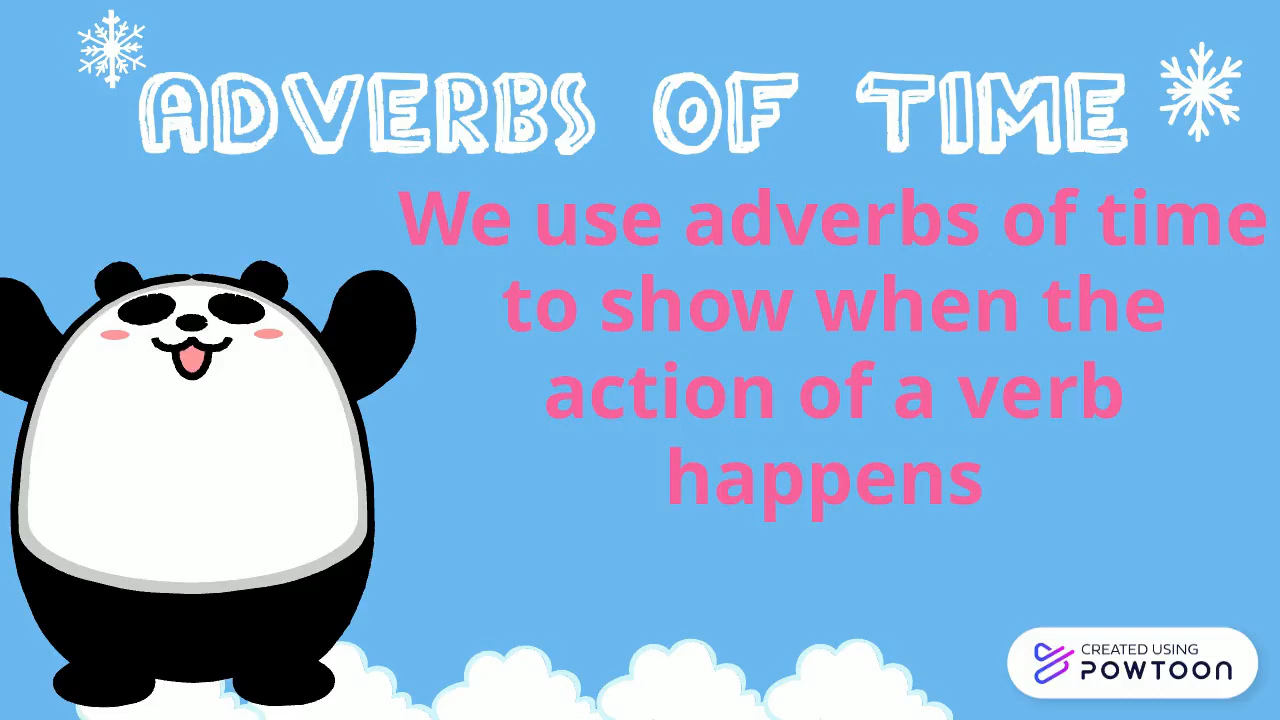 ADVERBS OF TIME
We use adverbs of time
to show when the
action of a verb
happens
CREATED USING
POWTOON